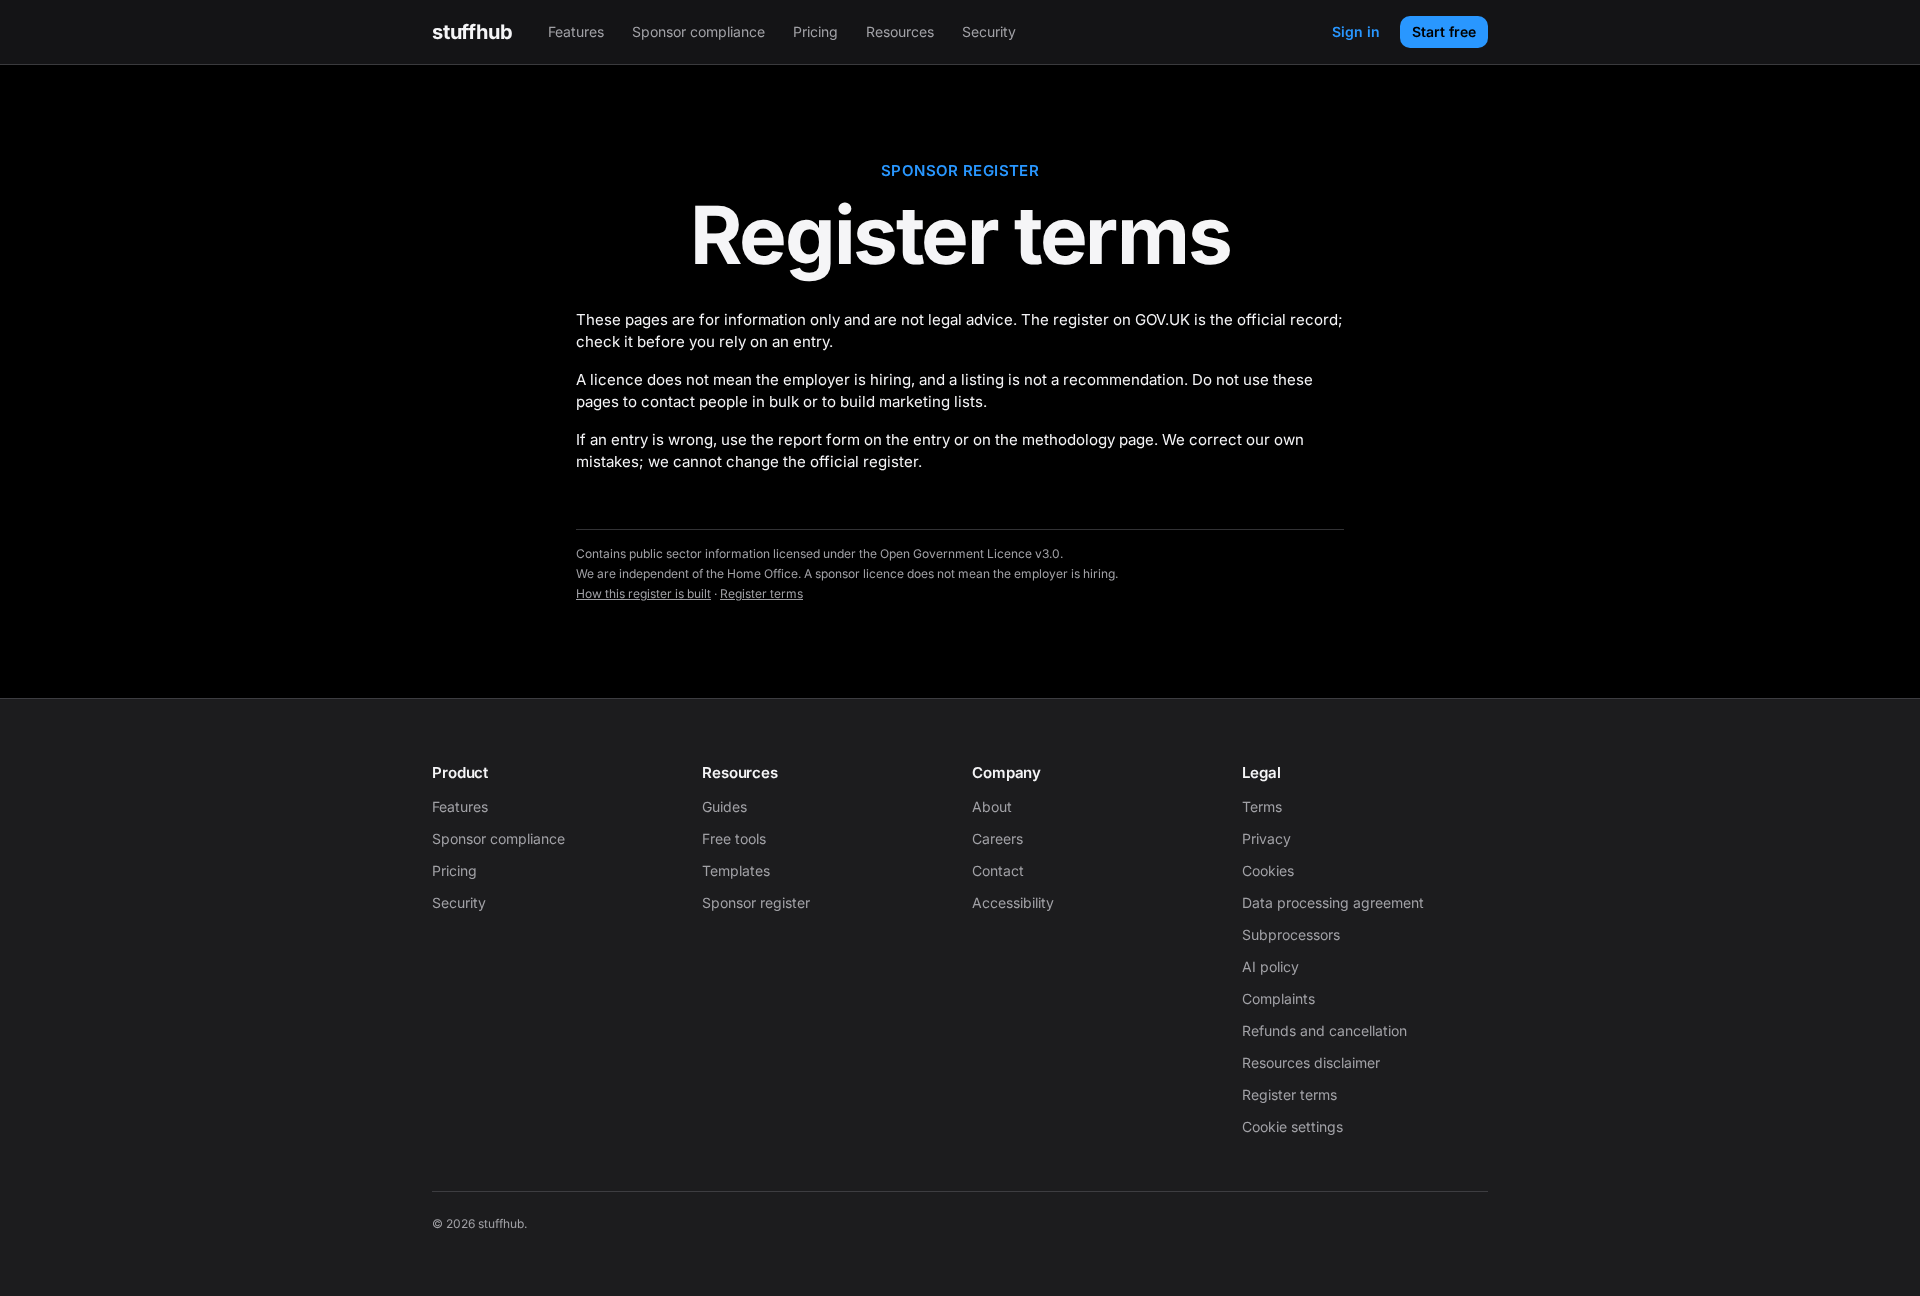 stuffhub
Features
Sponsor compliance
Pricing
Resources
Security
Sign in
Start free
SPONSOR REGISTER
Register terms
These pages are for information only and are not legal advice. The register on GOV.UK is the official record;
check it before you rely on an entry.
A licence does not mean the employer is hiring, and a listing is not a recommendation. Do not use these
pages to contact people in bulk or to build marketing lists.
If an entry is wrong, use the report form on the entry or on the methodology page. We correct our own
mistakes; we cannot change the official register.
Contains public sector information licensed under the Open Government Licence v3.0.
We are independent of the Home Office. A sponsor licence does not mean the employer is hiring.
How this register is built · Register terms
Product
Features
Sponsor compliance
Pricing
Security
Resources
Guides
Free tools
Templates
Sponsor register
Company
About
Careers
Contact
Accessibility
Legal
Terms
Privacy
Cookies
Data processing agreement
Subprocessors
AI policy
Complaints
Refunds and cancellation
Resources disclaimer
Register terms
Cookie settings
© 2026 stuffhub.